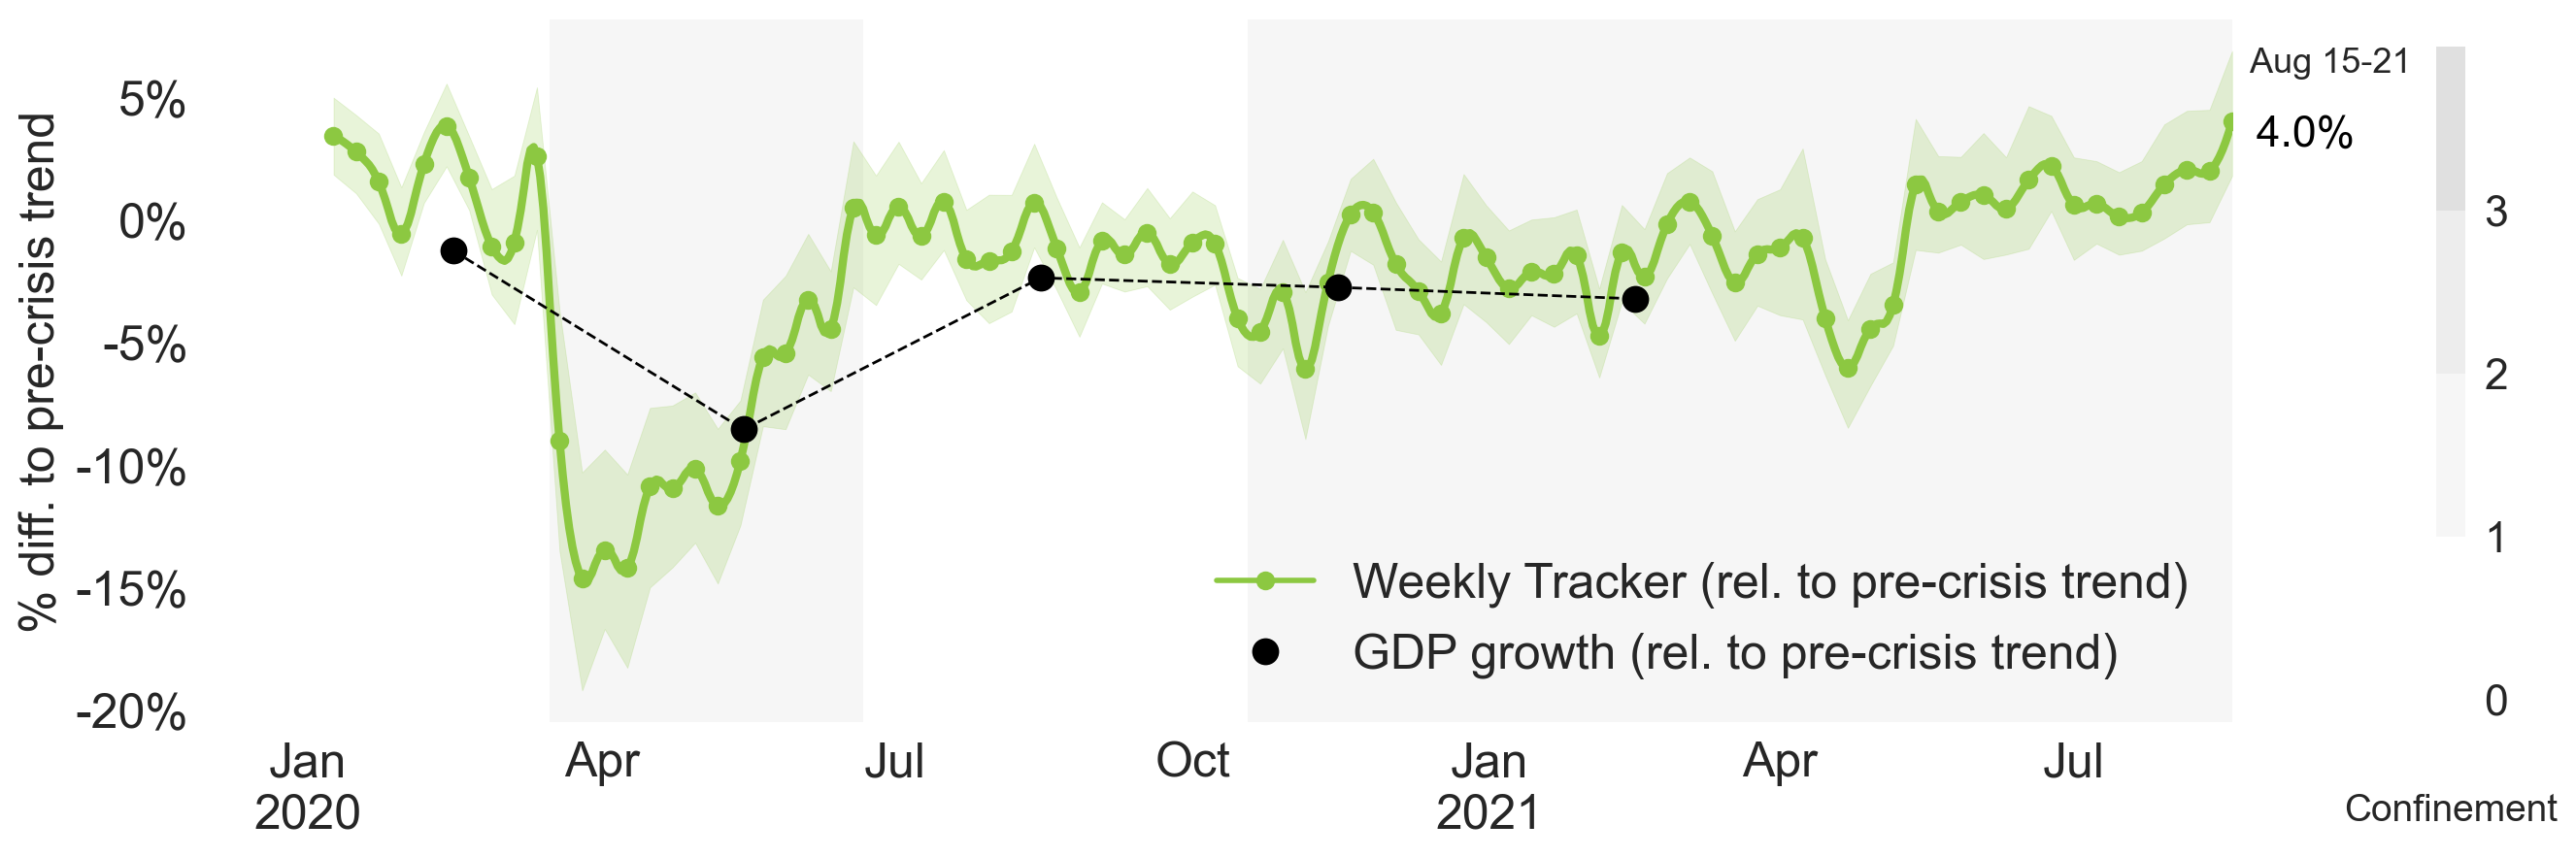 % diff. to pre-crisis trend
5%
0%
-5%
-10%
-15%
-20%
Jan
2020
Apr
Jul
Oct
Jan
2021
Apr
Jul
Weekly Tracker (rel. to pre-crisis trend)
GDP growth (rel. to pre-crisis trend)
Aug 15-21
4.0%
3
2
1
0
Confinement